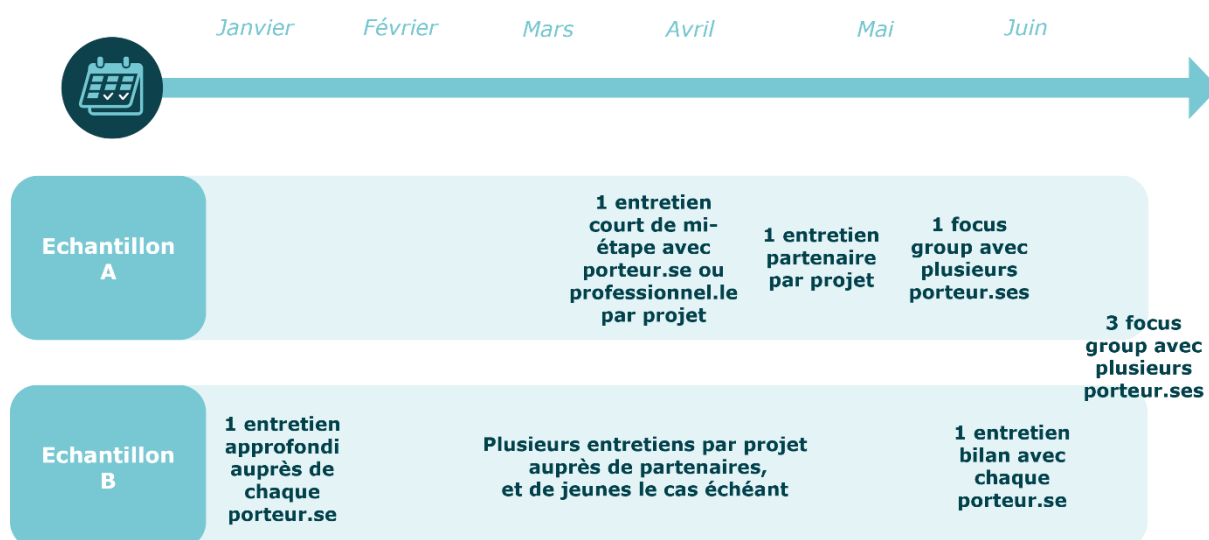 Janvier
Février
Mars
Avril
Mai
Juin
Echantillon
A
1 entretien
court de mi-
étape avec
porteur.se ou
professionnel.le
par projet
1 entretien
partenaire
par projet
1 focus
group avec
plusieurs
porteur.ses
3 focus
group avec
plusieurs
porteur.ses
Echantillon
B
1 entretien
approfondi
auprès de
chaque
porteur.se
Plusieurs entretiens par projet
auprès de partenaires,
et de jeunes le cas échéant
1 entretien
bilan avec
chaque
porteur.se